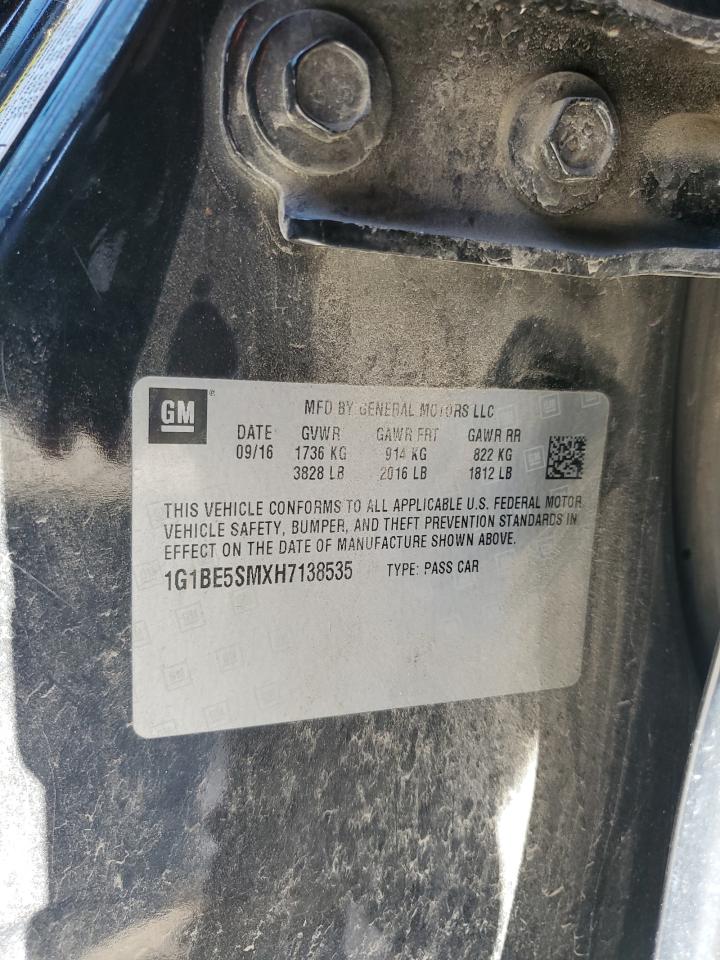 GM ®
MFD BY GENERAL MOTORS LLC
DATE GVWR GAWR FRT GAWR RR
09/16 1736 KG 914 KG 822 KG
3828 LB 2016 LB 1812 LB
THIS VEHICLE CONFORMS TO ALL APPLICABLE U.S. FEDERAL MOTOR
VEHICLE SAFETY, BUMPER, AND THEFT PREVENTION STANDARDS IN
EFFECT ON THE DATE OF MANUFACTURE SHOWN ABOVE.
1G1BE5SMXH7138535 TYPE: PASS CAR